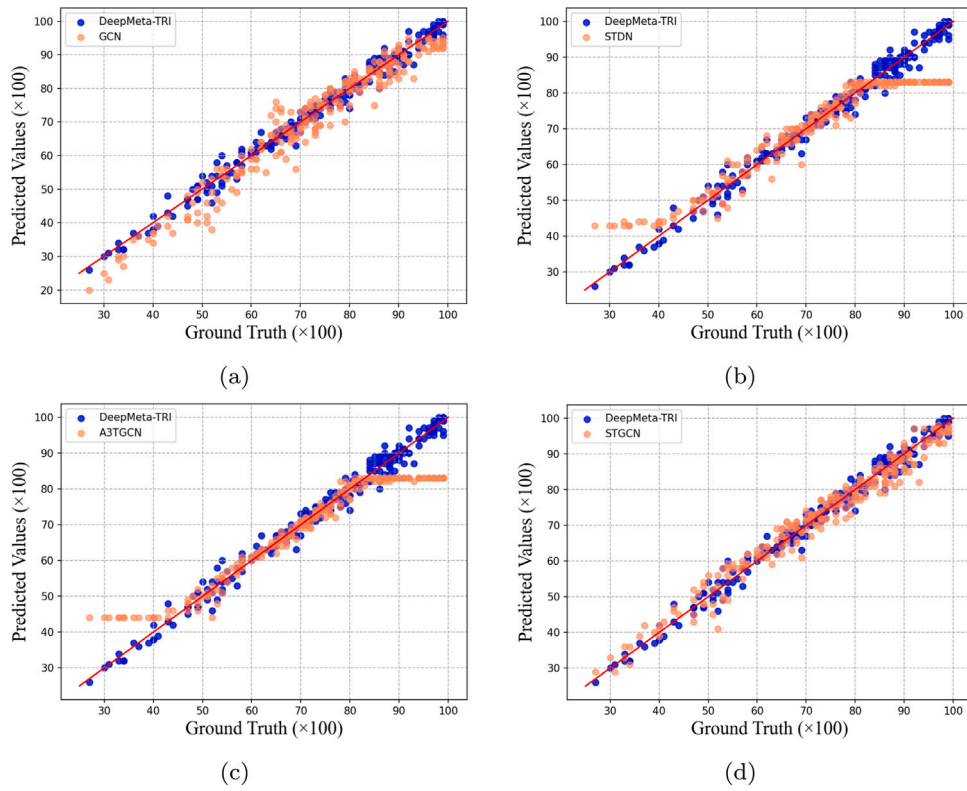 DeepMeta-TRI
GCN
100
90
80
70
60
50
40
30
20
Predicted Values (×100)
30 40 50 60 70 80 90 100
Ground Truth (×100)
(a)
DeepMeta-TRI
STDN
100
90
80
70
60
50
40
30
Predicted Values (×100)
30 40 50 60 70 80 90 100
Ground Truth (×100)
(b)
DeepMeta-TRI
A3TGCN
100
90
80
70
60
50
40
30
Predicted Values (×100)
30 40 50 60 70 80 90 100
Ground Truth (×100)
(c)
DeepMeta-TRI
STGCN
100
90
80
70
60
50
40
30
Predicted Values (×100)
30 40 50 60 70 80 90 100
Ground Truth (×100)
(d)